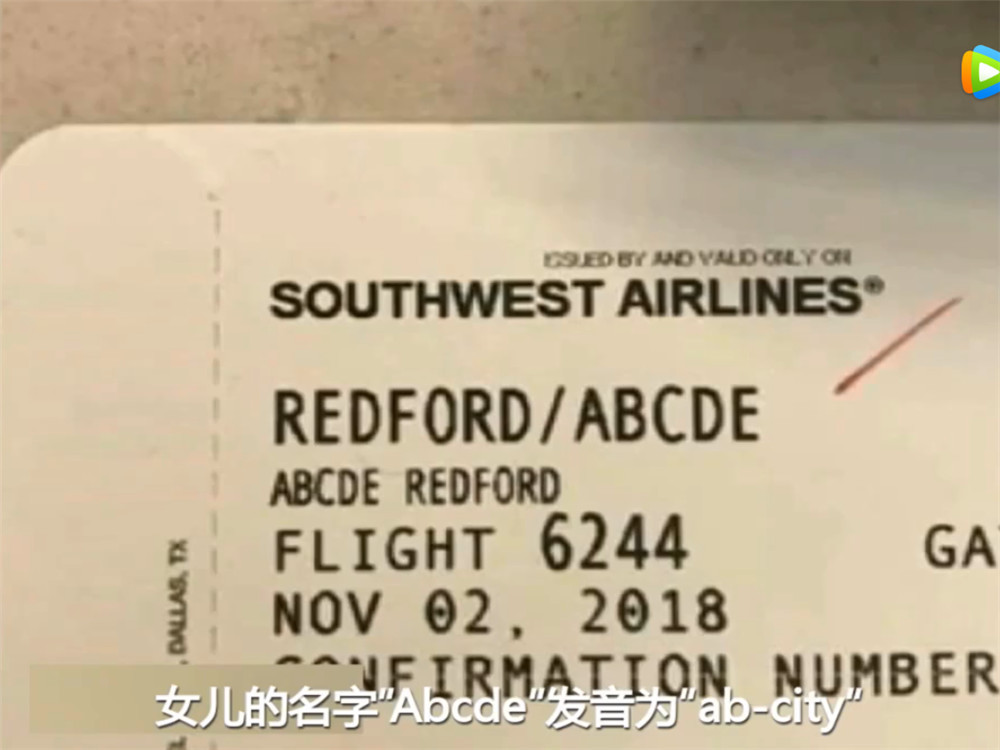 ISSUED BY AND VALID ONLY ON
SOUTHWEST AIRLINES®
REDFORD/ABCDE
ABCDE REDFORD
FLIGHT 6244 GA
NOV 02, 2018
CONFIRMATION NUMBER
, DALLAS, TX
女儿的名字“Abcde”发音为“ab-city”